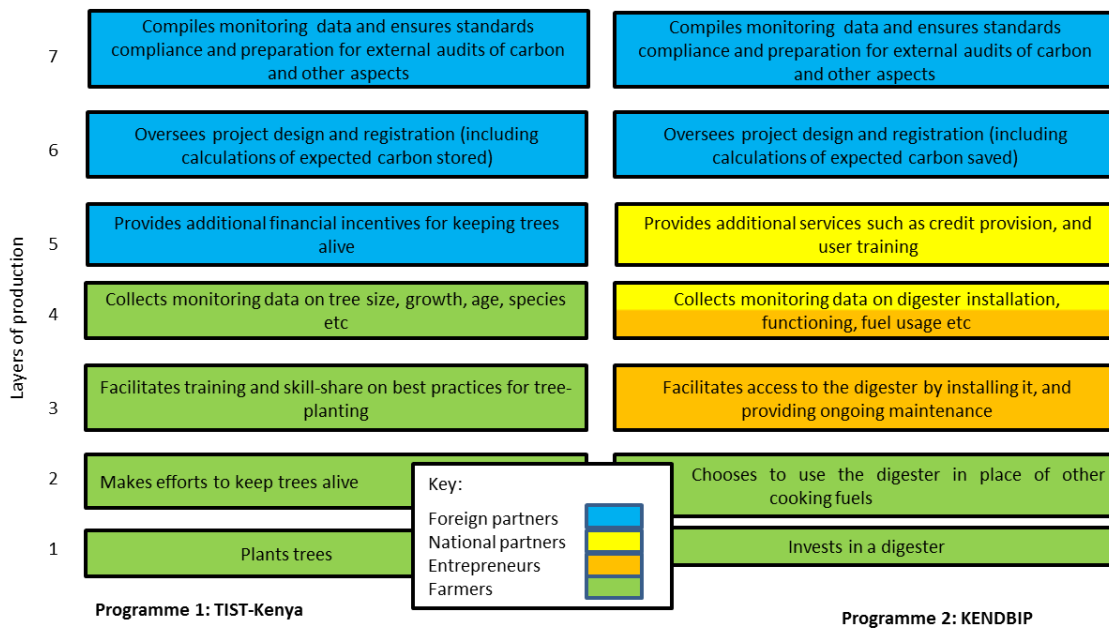 Compiles monitoring data and ensures standards
compliance and preparation for external audits of carbon
and other aspects
Compiles monitoring data and ensures standards
compliance and preparation for external audits of carbon
and other aspects
7
Oversees project design and registration (including
calculations of expected carbon stored)
Oversees project design and registration (including
calculations of expected carbon saved)
6
Provides additional financial incentives for keeping trees
alive
Provides additional services such as credit provision, and
user training
5
Layers of production
Collects monitoring data on tree size, growth, age, species
etc
Collects monitoring data on digester installation,
functioning, fuel usage etc
4
Facilitates training and skill-share on best practices for tree-
planting
Facilitates access to the digester by installing it, and
providing ongoing maintenance
3
Makes efforts to keep trees alive
Chooses to use the digester in place of other
cooking fuels
2
Plants trees
Invests in a digester
1
Key:
Foreign partners
National partners
Entrepreneurs
Farmers
Programme 1: TIST-Kenya
Programme 2: KENDBIP